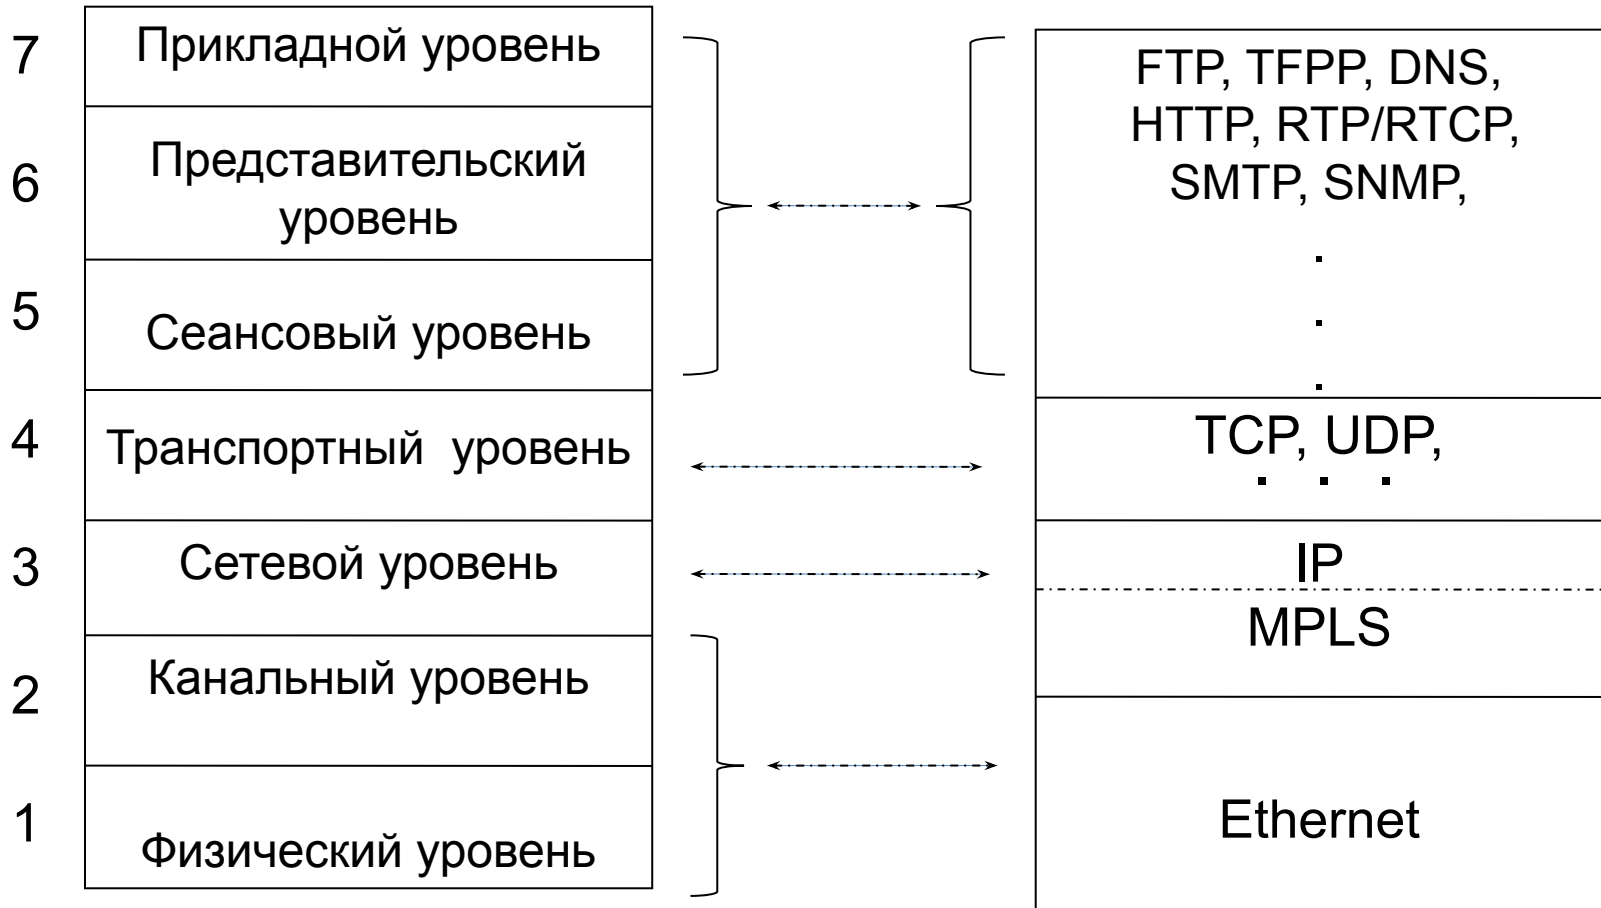 7
Прикладной уровень
6
Представительский
уровень
5
Сеансовый уровень
4
Транспортный уровень
3
Сетевой уровень
2
Канальный уровень
1
Физический уровень
FTP, TFPP, DNS,
HTTP, RTP/RTCP,
SMTP, SNMP,
.
.
.
TCP, UDP,
. . .
IP
MPLS
Ethernet